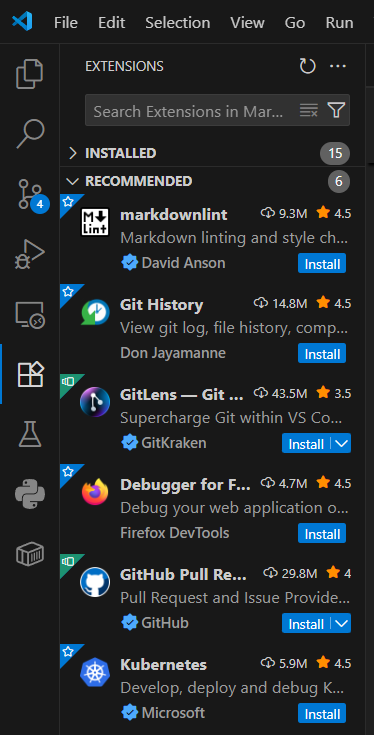 File Edit Selection View Go Run
EXTENSIONS
Search Extensions in Mar...
INSTALLED 15
RECOMMENDED 6
4
M Lint
markdownlint 9.3M 4.5
Markdown linting and style ch...
David Anson Install
Git History 14.8M 4.5
View git log, file history, comp...
Don Jayamanne Install
GitLens — Git ... 43.5M 3.5
Supercharge Git within VS Co...
GitKraken Install
Debugger for F... 4.7M 4.5
Debug your web application o...
Firefox DevTools Install
GitHub Pull Re... 29.8M 4
Pull Request and Issue Provide...
GitHub Install
Kubernetes 5.9M 4.5
Develop, deploy and debug K...
Microsoft Install